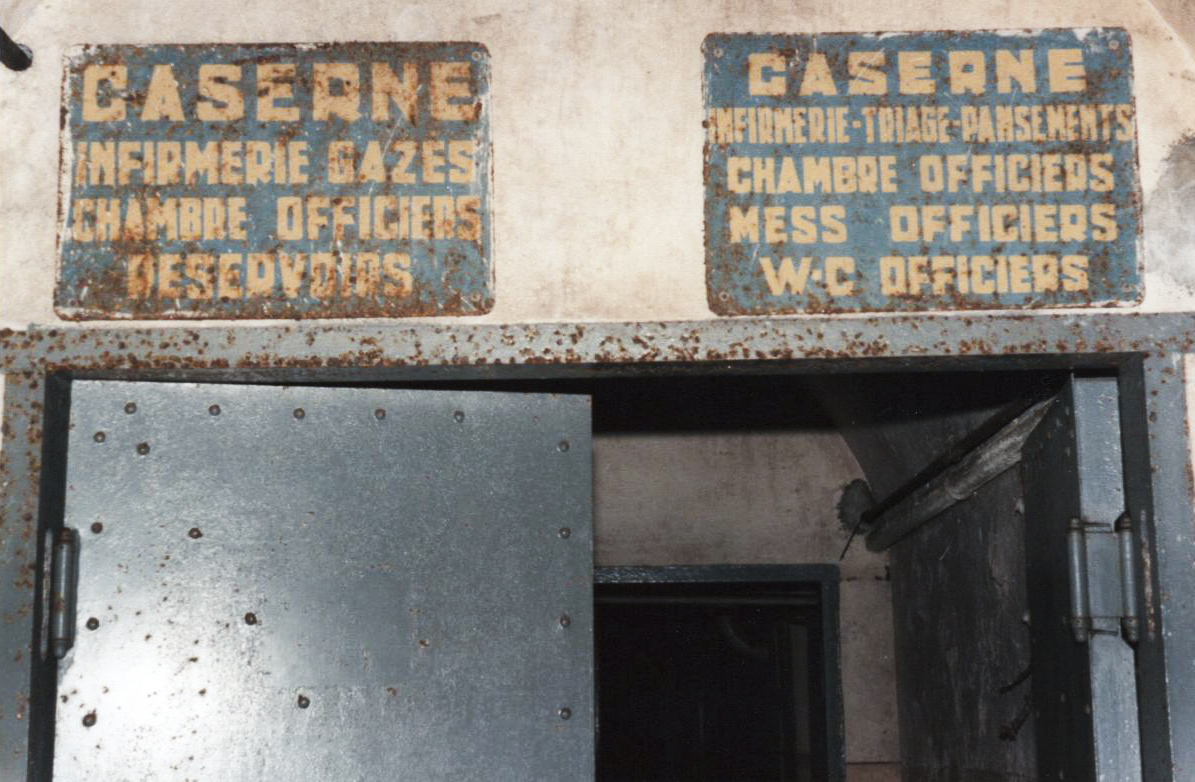 CASERNE
INFIRMERIE GAZES
CHAMBRE OFFICIERS
RESERVOIRS
CASERNE
INFIRMERIE-TRIAGE-PANSEMENTS
CHAMBRE OFFICIERS
MESS OFFICIERS
W-C OFFICIERS